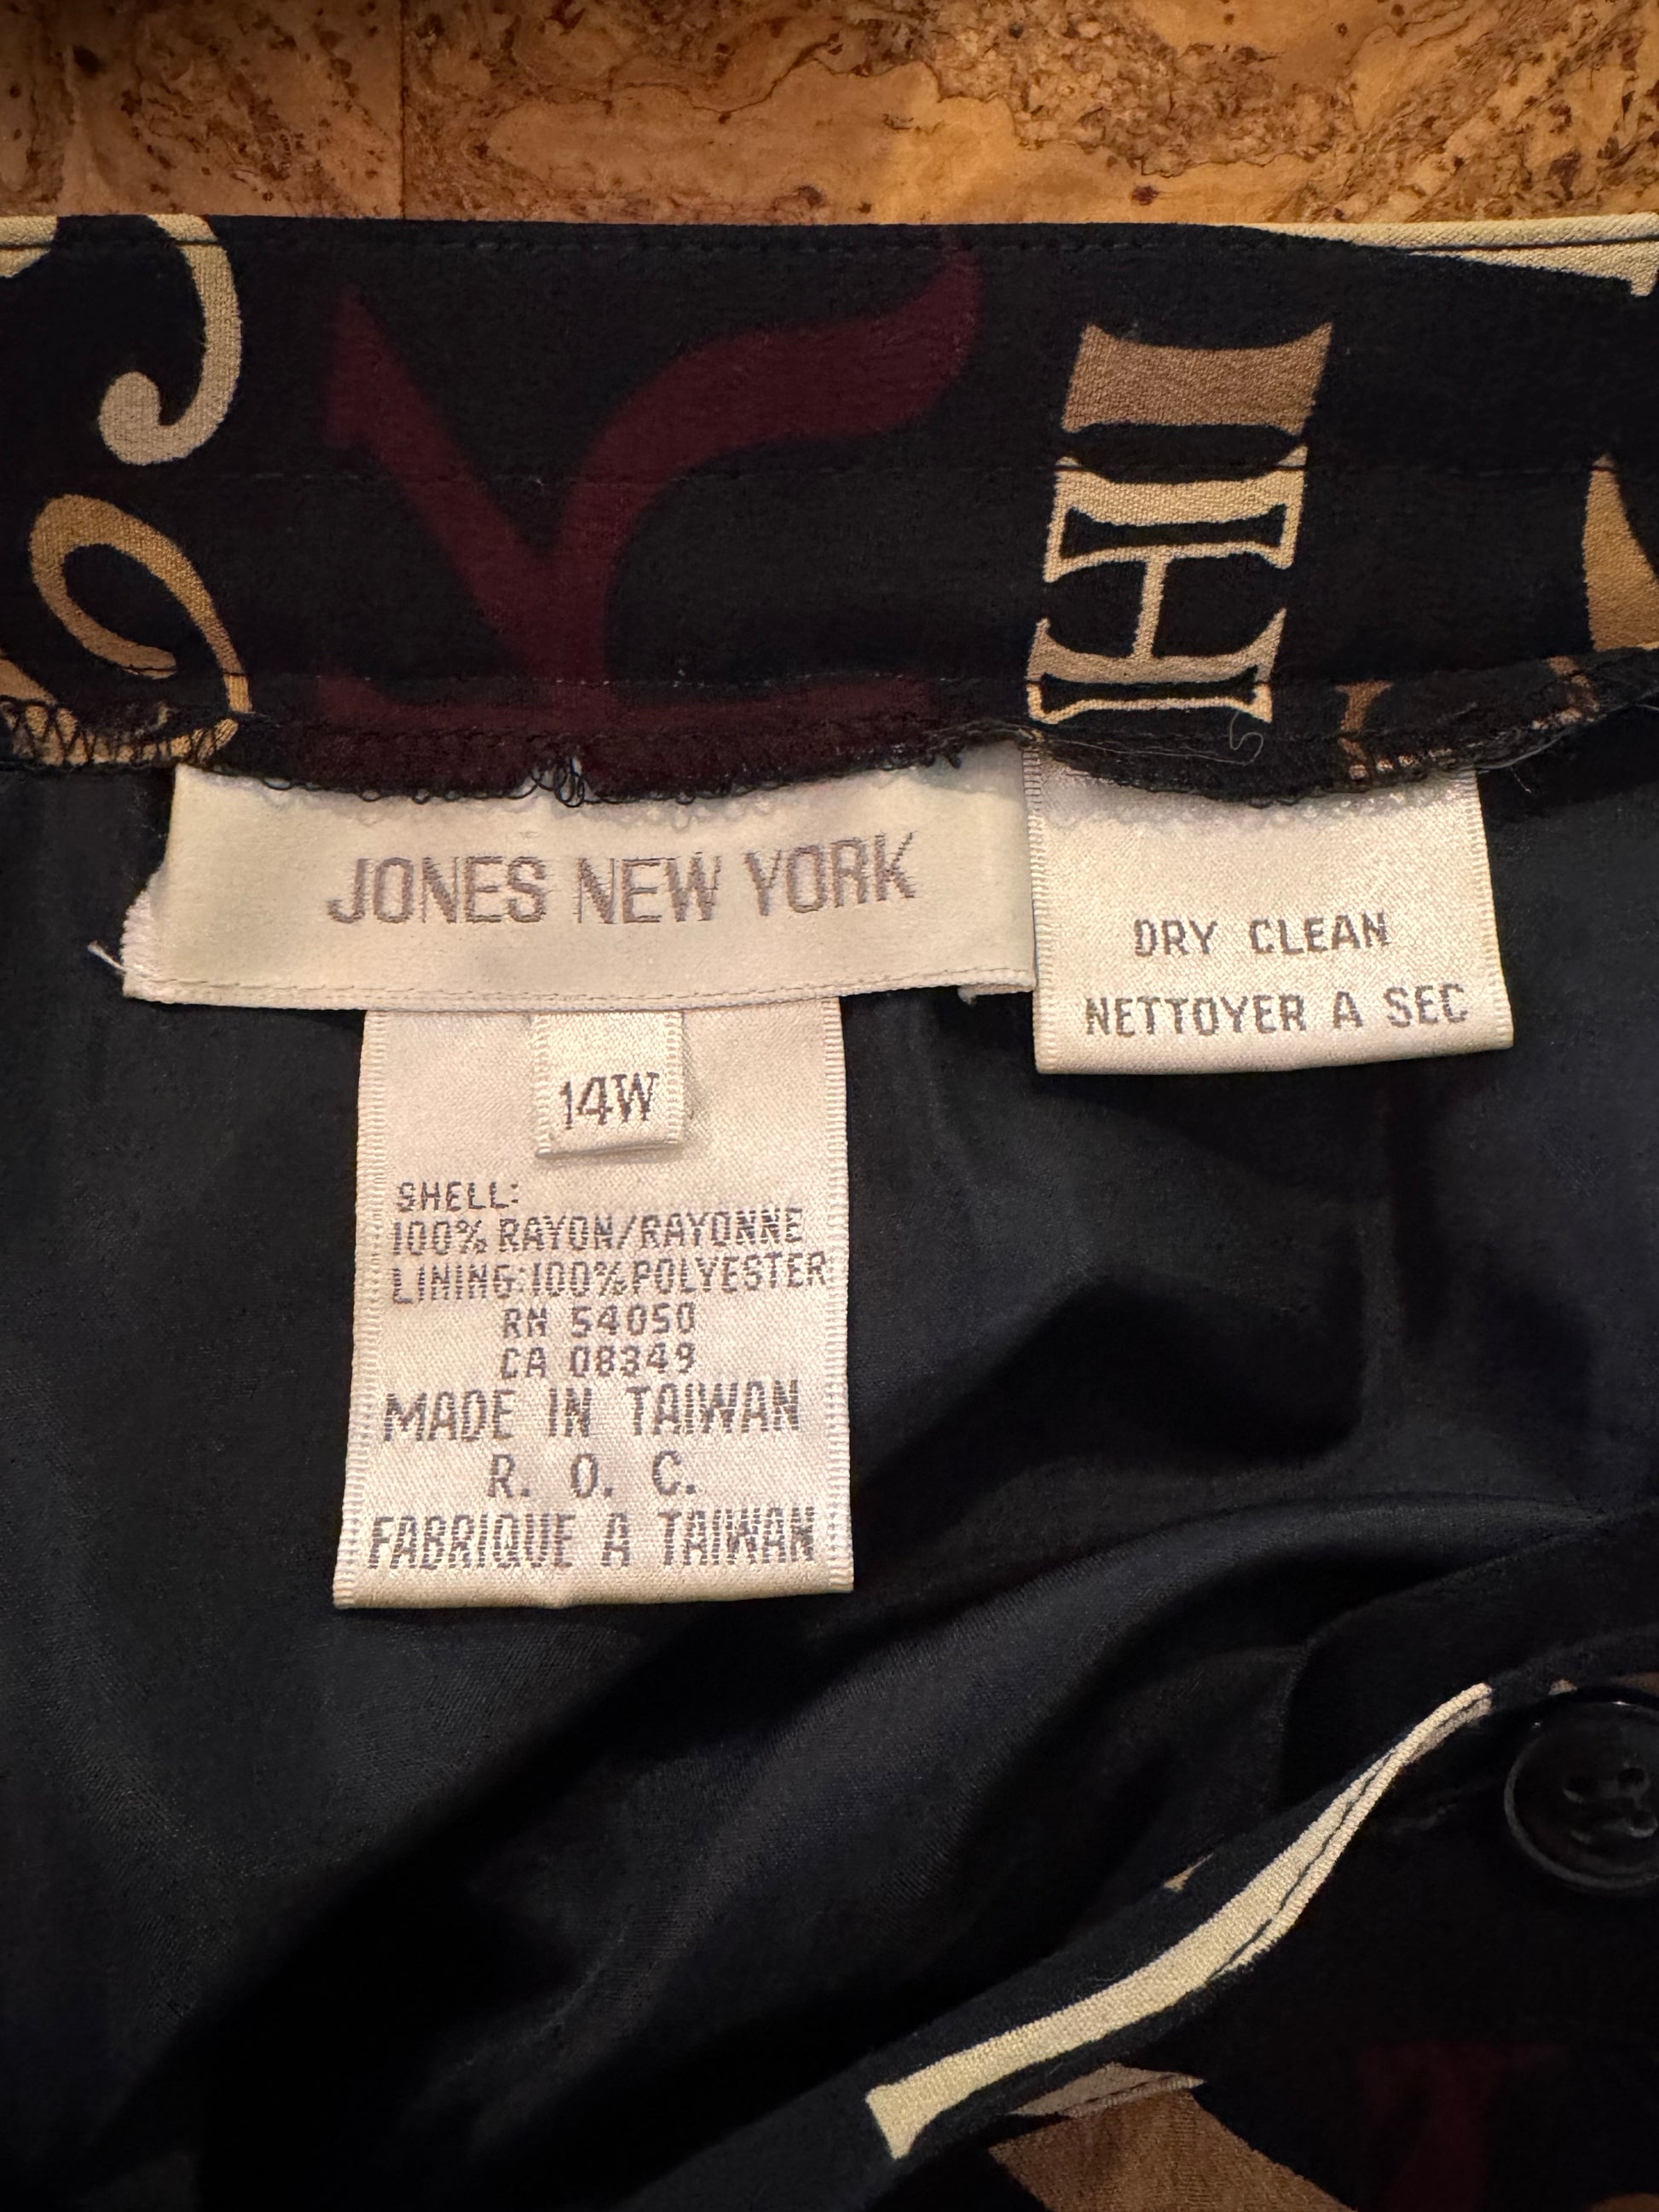 JONES NEW YORK
DRY CLEAN
NETTOYER A SEC
14W
SHELL:
100% RAYON/RAYONNE
LINING:100%POLYESTER
RN 54050
CA 08349
MADE IN TAIWAN
R. O. C.
FABRIQUE A TAIWAN